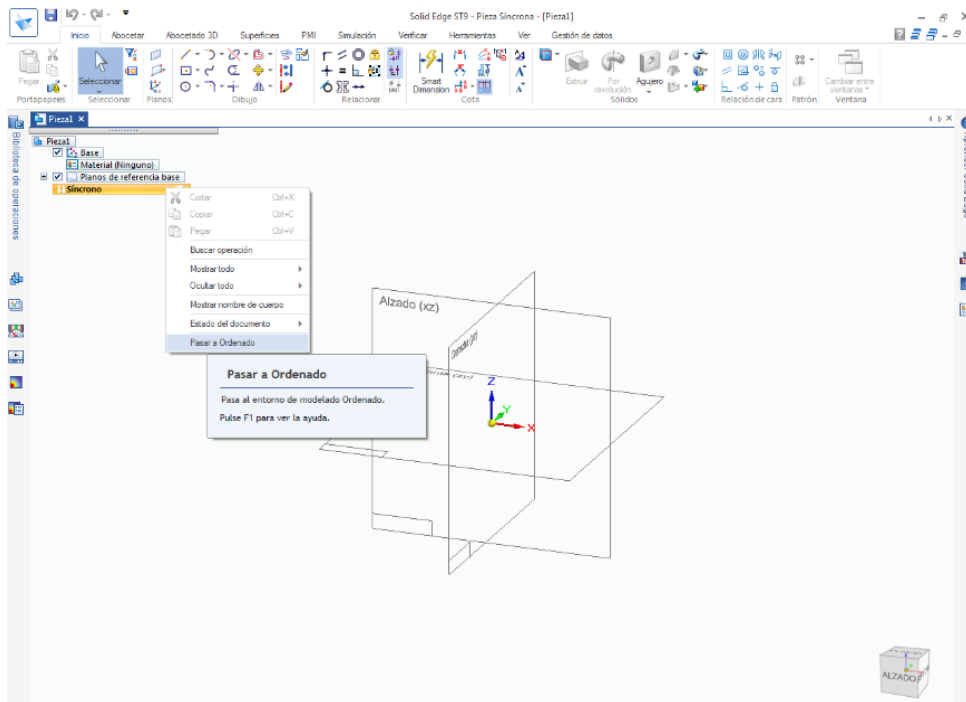 Solid Edge ST9 - Pieza Síncrona - [Pieza1]
Inicio Abocetar Abocetado 3D Superficies PMI Simulación Verificar Herramientas Ver Gestión de datos
Pegar
Seleccionar
Smart Dimension
Extruir
Por revolución
Agujero
Cambiar entre ventanas
Portapapeles Seleccionar Planos Dibujo Relacionar Cota Sólidos Relación de cara Patrón Ventana
Pieza1
Biblioteca de operaciones
Pieza1
Base
Material (Ninguno)
Planos de referencia base
Síncrono
Cortar Ctrl+X
Copiar Ctrl+C
Pegar Ctrl+V
Buscar operación
Mostrar todo
Ocultar todo
Mostrar nombre de cuerpo
Estado del documento
Pasar a Ordenado
Pasar a Ordenado
Pasa al entorno de modelado Ordenado.
Pulse F1 para ver la ayuda.
Alzado (xz)
Z
Y
X
ALZADO